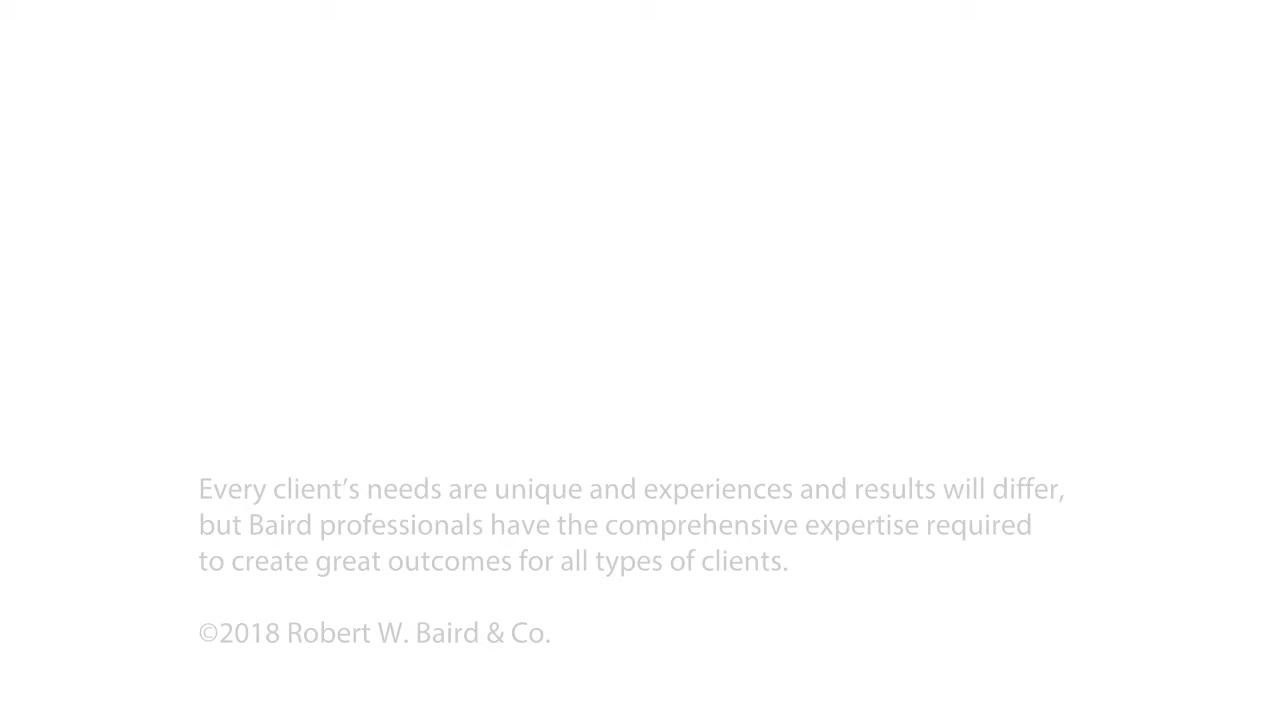 Every client’s needs are unique and experiences and results will differ,
but Baird professionals have the comprehensive expertise required
to create great outcomes for all types of clients.
©2018 Robert W. Baird & Co.